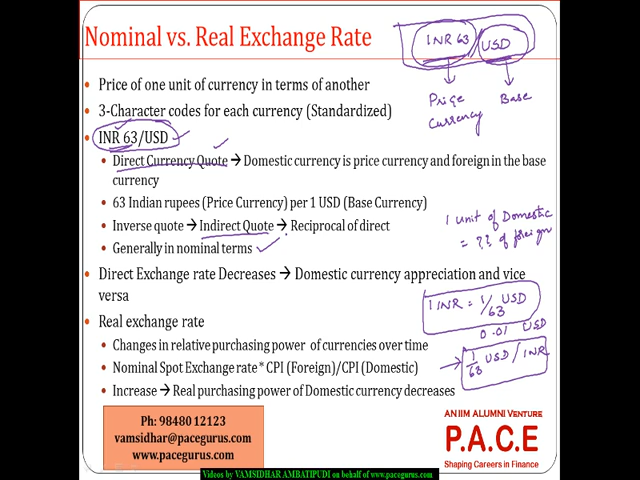 Nominal vs. Real Exchange Rate
INR 63 / USD
Price Currency
Base
• Price of one unit of currency in terms of another
• 3-Character codes for each currency (Standardized)
• INR 63/USD
• Direct Currency Quote → Domestic currency is price currency and foreign in the base
currency
• 63 Indian rupees (Price Currency) per 1 USD (Base Currency)
• Inverse quote → Indirect Quote → Reciprocal of direct
• Generally in nominal terms
1 unit of Domestic
= ?? of foreign
• Direct Exchange rate Decreases → Domestic currency appreciation and vice
versa
• Real exchange rate
• Changes in relative purchasing power of currencies over time
• Nominal Spot Exchange rate * CPI (Foreign)/CPI (Domestic)
• Increase → Real purchasing power of Domestic currency decreases
1 INR = 1/63 USD
0.01 USD
→ 1/63 USD / INR
Ph: 98480 12123
vamsidhar@pacegurus.com
www.pacegurus.com
AN IIM ALUMNI VENTURE
P.A.C.E
Shaping Careers in Finance
Videos by VAMSIDHAR AMBATIPUDI on behalf of www.pacegurus.com